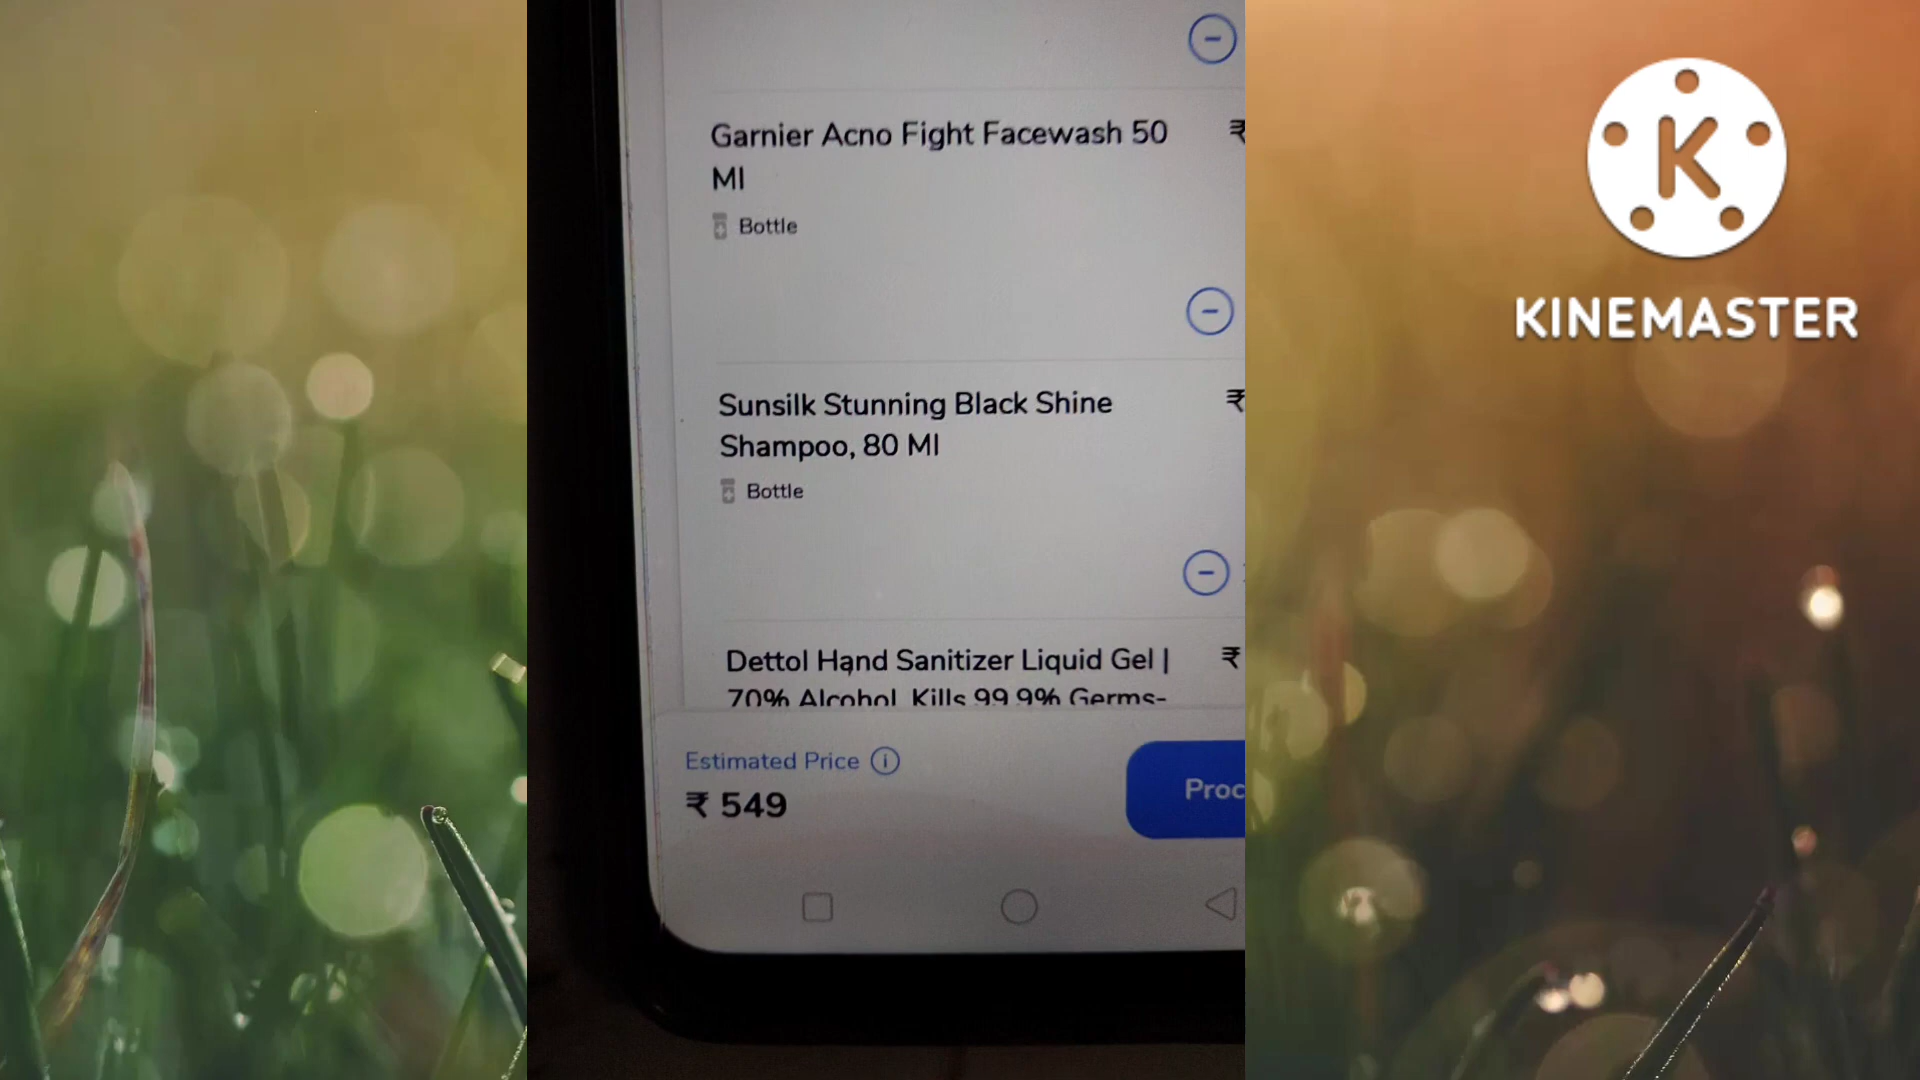 Garnier Acno Fight Facewash 50
Ml
₹
Bottle
Sunsilk Stunning Black Shine
Shampoo, 80 Ml
₹
Bottle
Dettol Hand Sanitizer Liquid Gel |
₹
70% Alcohol, Kills 99.9% Germs-
Estimated Price
₹ 549
Proc
K
KINEMASTER